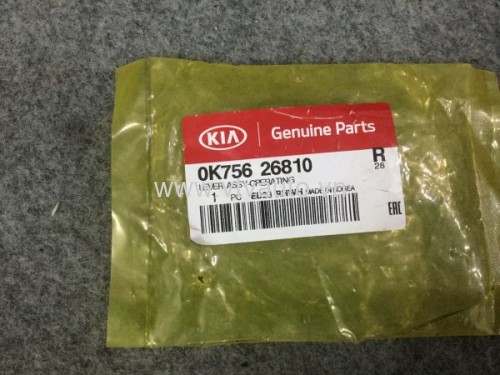 KIA Genuine Parts
0K756 26810 R
LEVER ASSY-OPERATING 28
1 PC MADE IN KOREA
EAC